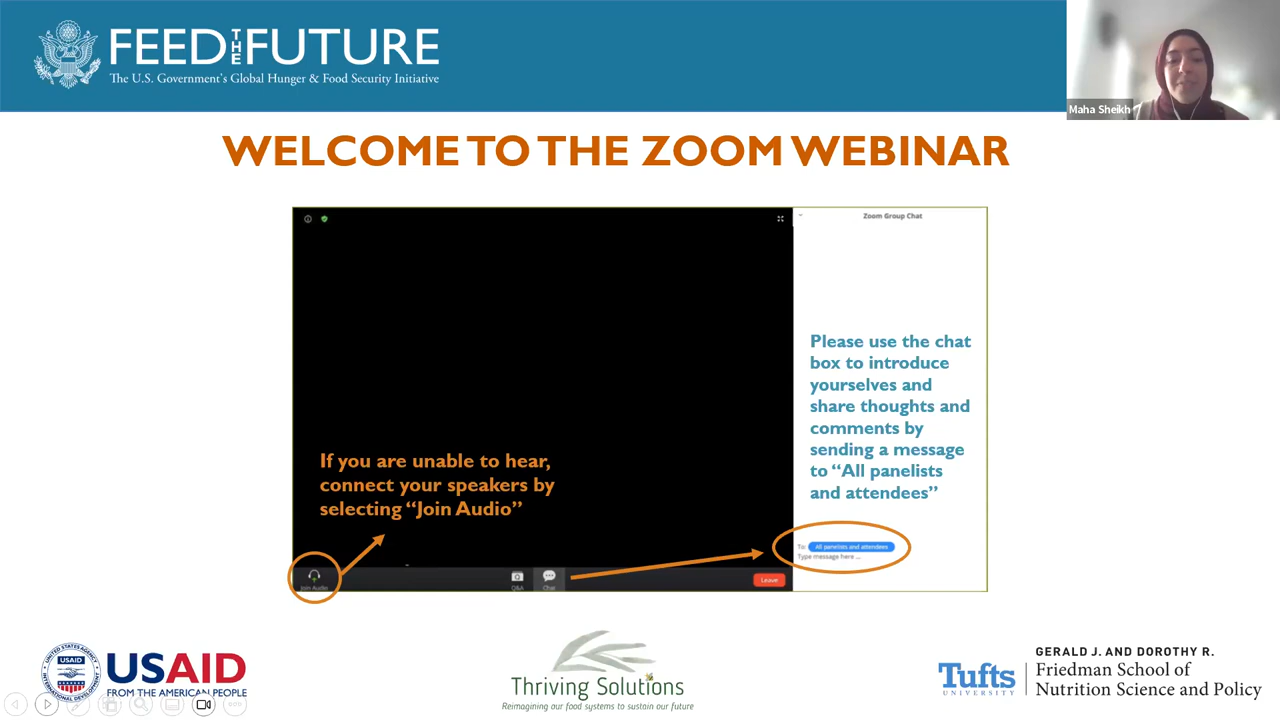 FEED THE FUTURE
The U.S. Government's Global Hunger & Food Security Initiative
Maha Sheikh
WELCOME TO THE ZOOM WEBINAR
Zoom Group Chat
Please use the chat
box to introduce
yourselves and
share thoughts and
comments by
sending a message
to “All panelists
and attendees”
If you are unable to hear,
connect your speakers by
selecting “Join Audio”
To: All panelists and attendees
Type message here ...
Join Audio
Q&A
Chat
Leave
USAID
USAID
FROM THE AMERICAN PEOPLE
Thriving Solutions
Reimagining our food systems to sustain our future
Tufts
UNIVERSITY
GERALD J. AND DOROTHY R.
Friedman School of
Nutrition Science and Policy